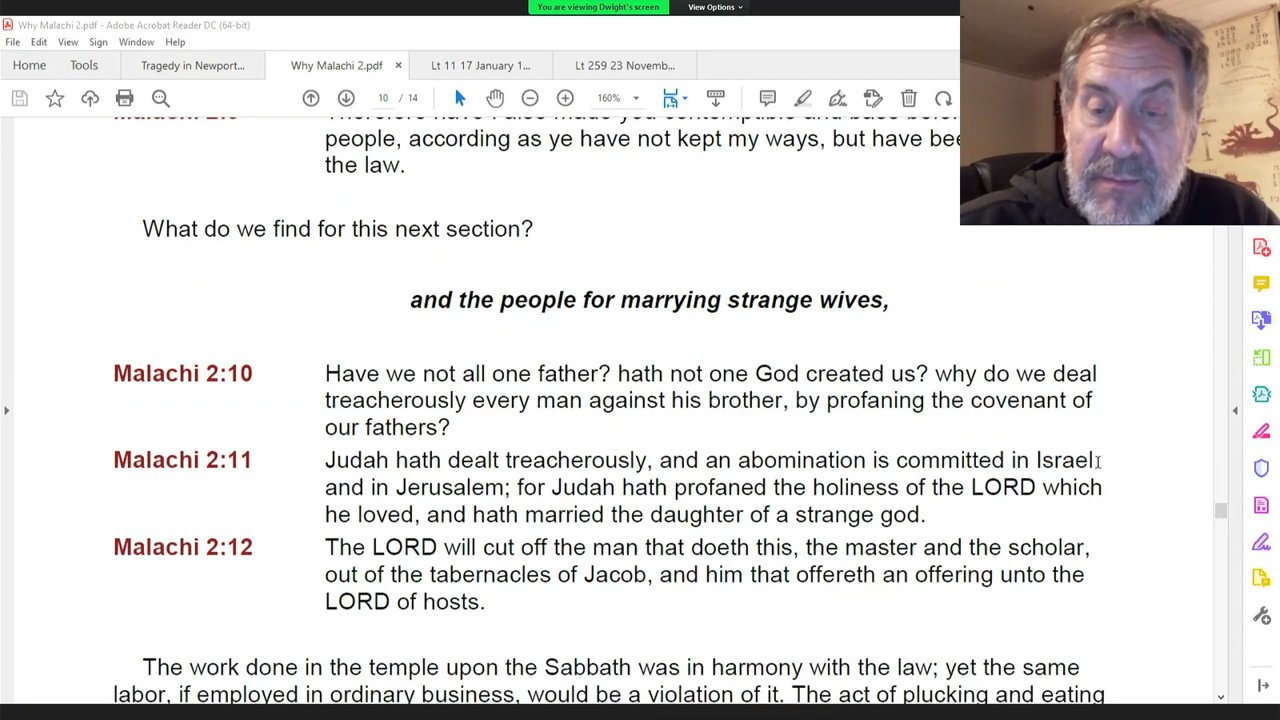 You are viewing Dwight's screen View Options
Why Malachi 2.pdf - Adobe Acrobat Reader DC (64-bit)
File Edit View Sign Window Help
Home Tools Tragedy in Newport... Why Malachi 2.pdf × Lt 11 17 January 1... Lt 259 23 Novemb...
10 / 14 160%
people, according as ye have not kept my ways, but have
the law.
What do we find for this next section?
and the people for marrying strange wives,
Malachi 2:10 Have we not all one father? hath not one God created us? why do we deal
treacherously every man against his brother, by profaning the covenant of
our fathers?
Malachi 2:11 Judah hath dealt treacherously, and an abomination is committed in Israel
and in Jerusalem; for Judah hath profaned the holiness of the LORD which
he loved, and hath married the daughter of a strange god.
Malachi 2:12 The LORD will cut off the man that doeth this, the master and the scholar,
out of the tabernacles of Jacob, and him that offereth an offering unto the
LORD of hosts.
The work done in the temple upon the Sabbath was in harmony with the law; yet the same
labor, if employed in ordinary business, would be a violation of it. The act of plucking and eating